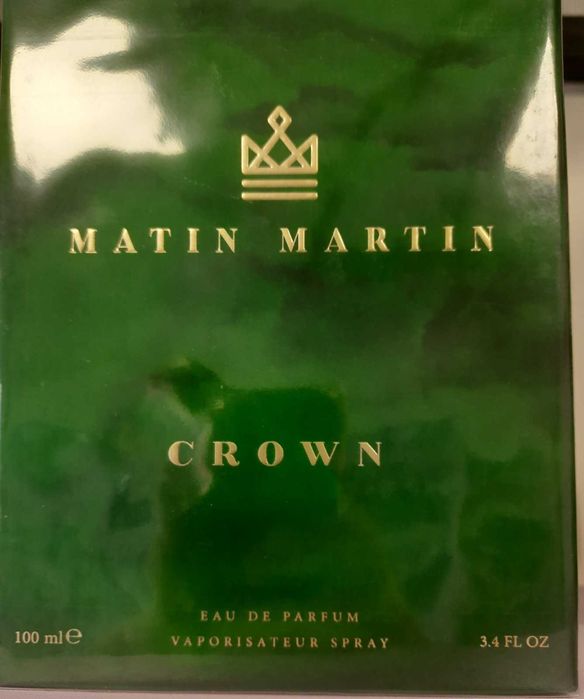 MATIN MARTIN
CROWN
EAU DE PARFUM
100 ml℮ VAPORISATEUR SPRAY 3.4 FL OZ